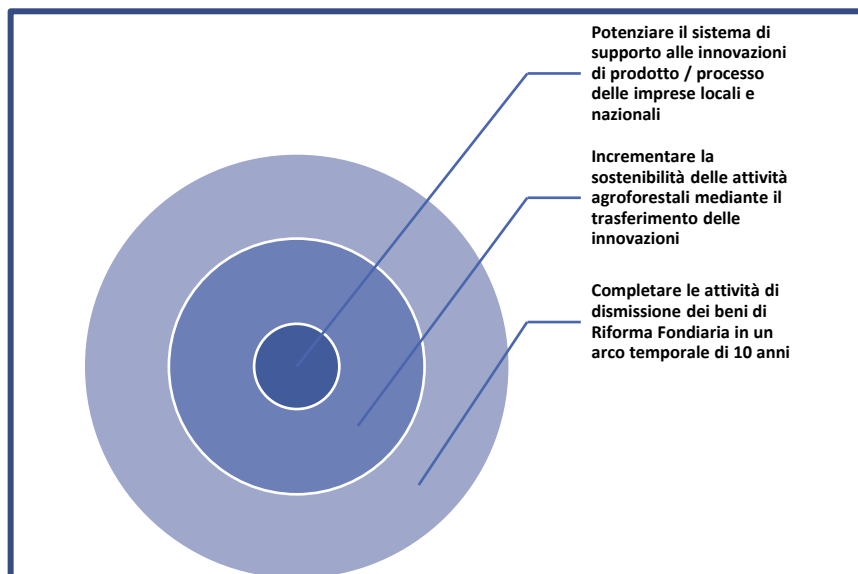 Potenziare il sistema di
supporto alle innovazioni
di prodotto / processo
delle imprese locali e
nazionali
Incrementare la
sostenibilità delle attività
agroforestali mediante il
trasferimento delle
innovazioni
Completare le attività di
dismissione dei beni di
Riforma Fondiaria in un
arco temporale di 10 anni